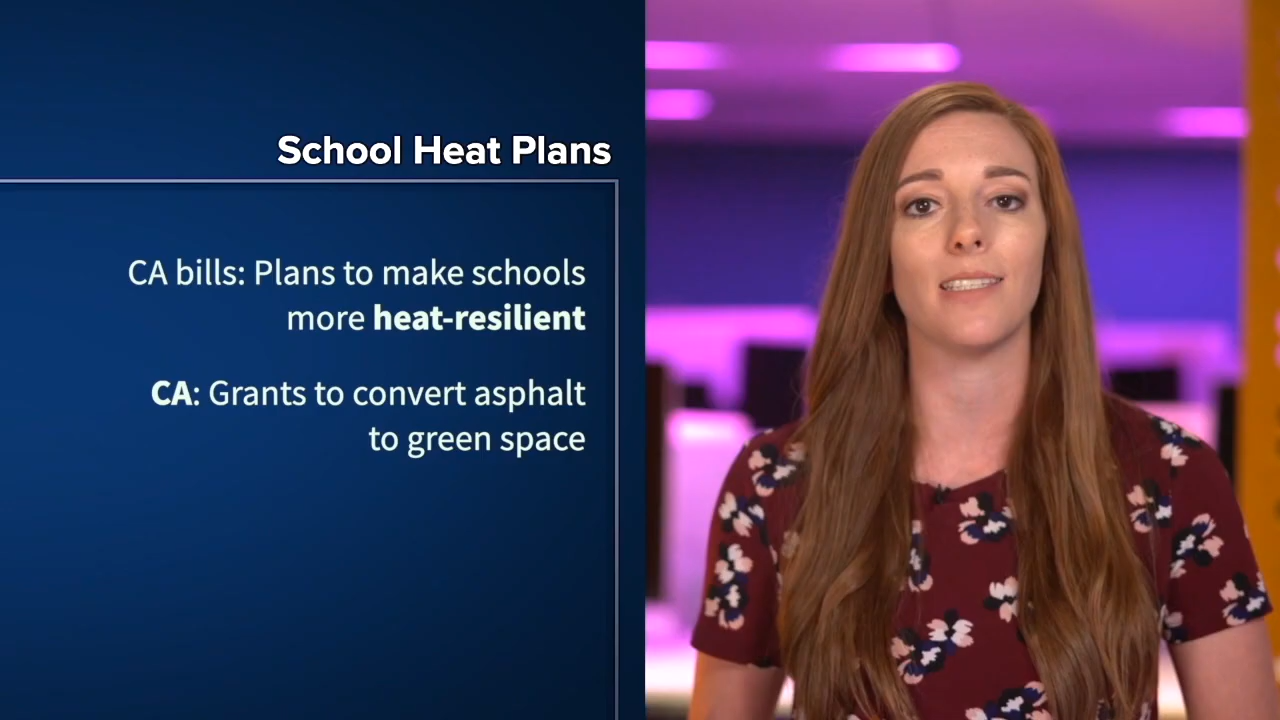 School Heat Plans
CA bills: Plans to make schools
more heat-resilient
CA: Grants to convert asphalt
to green space